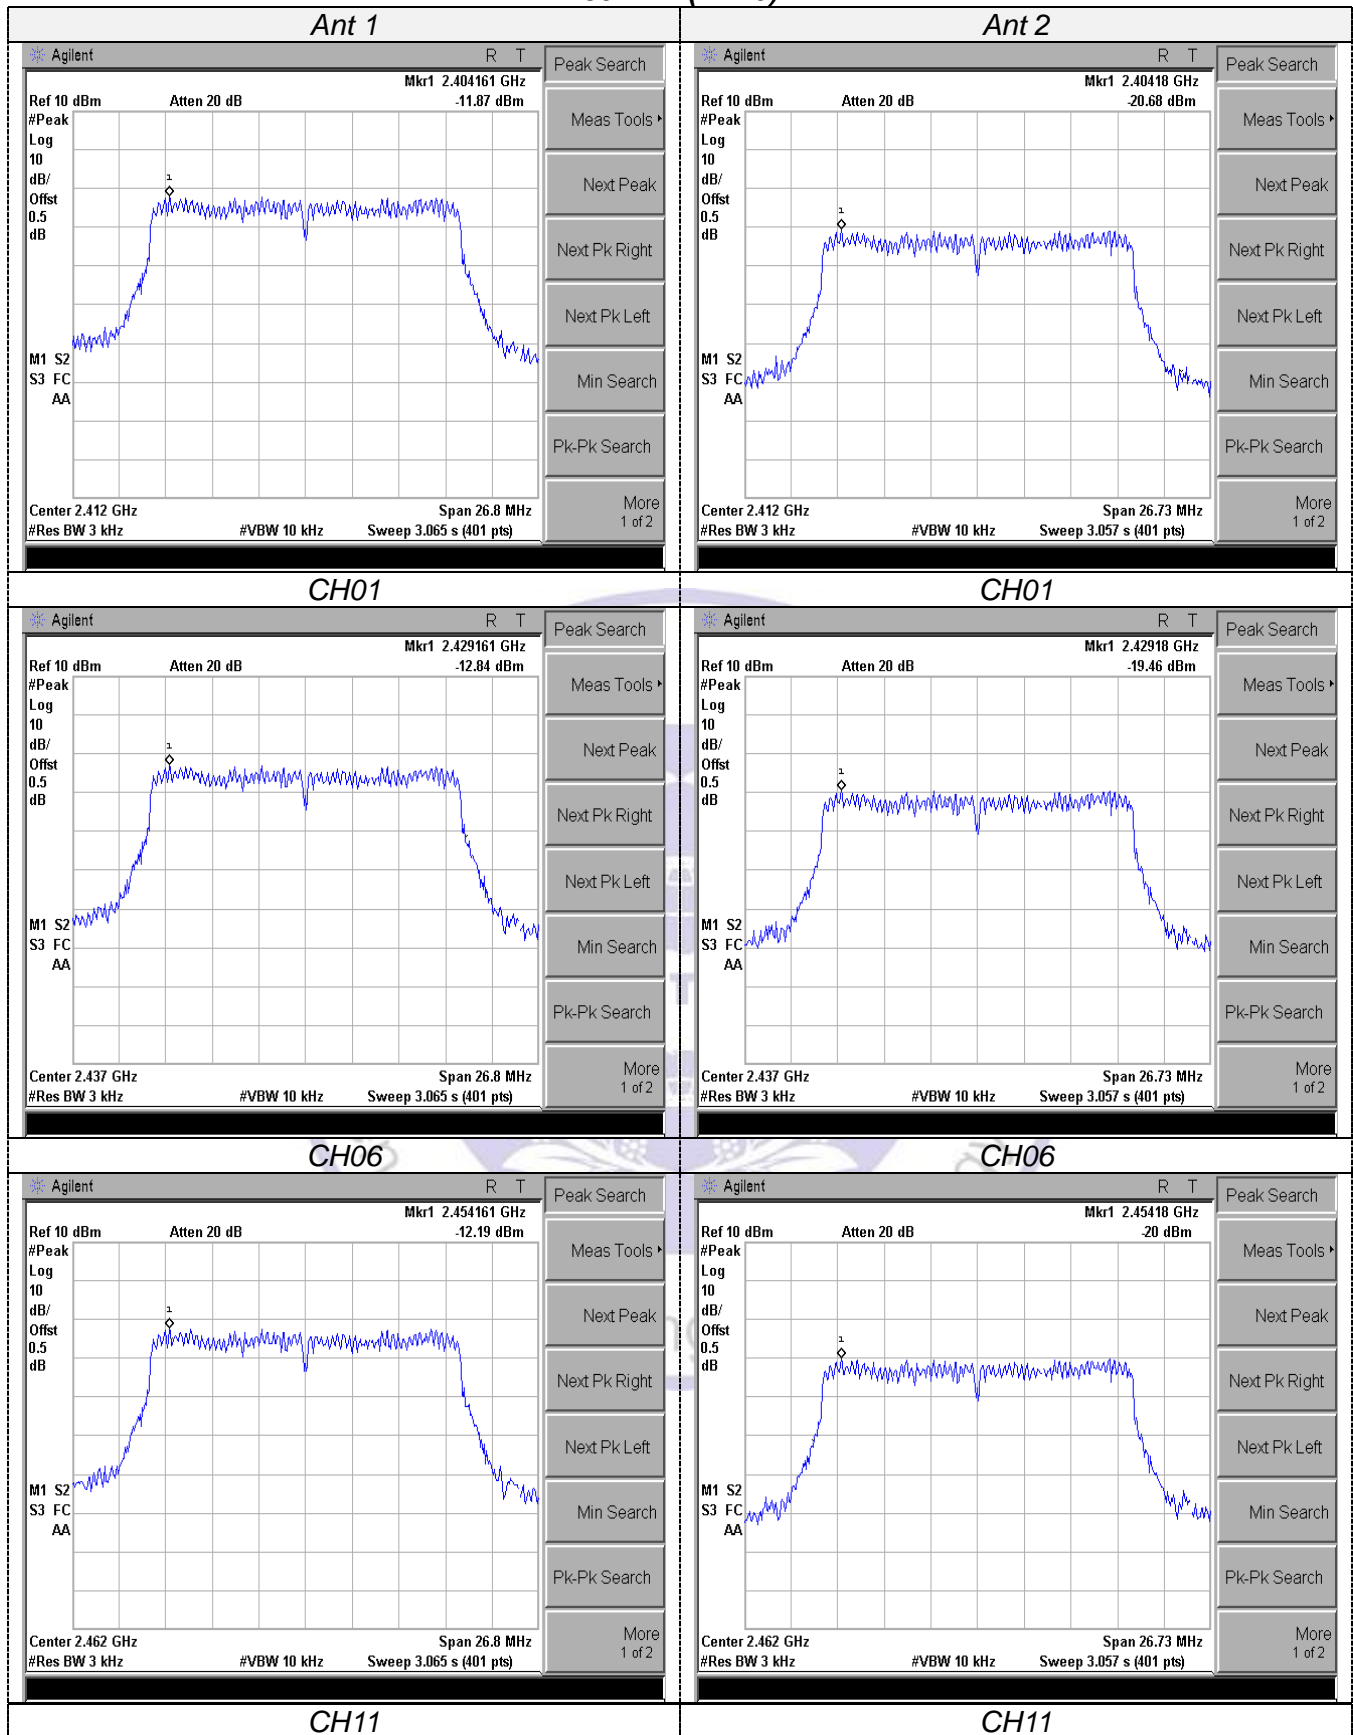 Ant 1
Ant 2
Agilent R T
Peak Search
Mkr1 2.404161 GHz
Ref 10 dBm Atten 20 dB -11.87 dBm
#Peak
Log
10
dB/
Offst
0.5
dB
1
M1 S2
S3 FC
AA
Center 2.412 GHz Span 26.8 MHz
#Res BW 3 kHz #VBW 10 kHz Sweep 3.065 s (401 pts)
Meas Tools
Next Peak
Next Pk Right
Next Pk Left
Min Search
Pk-Pk Search
More
1 of 2
Agilent R T
Peak Search
Mkr1 2.40418 GHz
Ref 10 dBm Atten 20 dB -20.68 dBm
#Peak
Log
10
dB/
Offst
0.5
dB
1
M1 S2
S3 FC
AA
Center 2.412 GHz Span 26.73 MHz
#Res BW 3 kHz #VBW 10 kHz Sweep 3.057 s (401 pts)
Meas Tools
Next Peak
Next Pk Right
Next Pk Left
Min Search
Pk-Pk Search
More
1 of 2
CH01
CH01
Agilent R T
Peak Search
Mkr1 2.429161 GHz
Ref 10 dBm Atten 20 dB -12.84 dBm
#Peak
Log
10
dB/
Offst
0.5
dB
1
M1 S2
S3 FC
AA
Center 2.437 GHz Span 26.8 MHz
#Res BW 3 kHz #VBW 10 kHz Sweep 3.065 s (401 pts)
Meas Tools
Next Peak
Next Pk Right
Next Pk Left
Min Search
Pk-Pk Search
More
1 of 2
Agilent R T
Peak Search
Mkr1 2.42918 GHz
Ref 10 dBm Atten 20 dB -19.46 dBm
#Peak
Log
10
dB/
Offst
0.5
dB
1
M1 S2
S3 FC
AA
Center 2.437 GHz Span 26.73 MHz
#Res BW 3 kHz #VBW 10 kHz Sweep 3.057 s (401 pts)
Meas Tools
Next Peak
Next Pk Right
Next Pk Left
Min Search
Pk-Pk Search
More
1 of 2
CH06
CH06
Agilent R T
Peak Search
Mkr1 2.454161 GHz
Ref 10 dBm Atten 20 dB -12.19 dBm
#Peak
Log
10
dB/
Offst
0.5
dB
1
M1 S2
S3 FC
AA
Center 2.462 GHz Span 26.8 MHz
#Res BW 3 kHz #VBW 10 kHz Sweep 3.065 s (401 pts)
Meas Tools
Next Peak
Next Pk Right
Next Pk Left
Min Search
Pk-Pk Search
More
1 of 2
Agilent R T
Peak Search
Mkr1 2.45418 GHz
Ref 10 dBm Atten 20 dB -20 dBm
#Peak
Log
10
dB/
Offst
0.5
dB
1
M1 S2
S3 FC
AA
Center 2.462 GHz Span 26.73 MHz
#Res BW 3 kHz #VBW 10 kHz Sweep 3.057 s (401 pts)
Meas Tools
Next Peak
Next Pk Right
Next Pk Left
Min Search
Pk-Pk Search
More
1 of 2
CH11
CH11